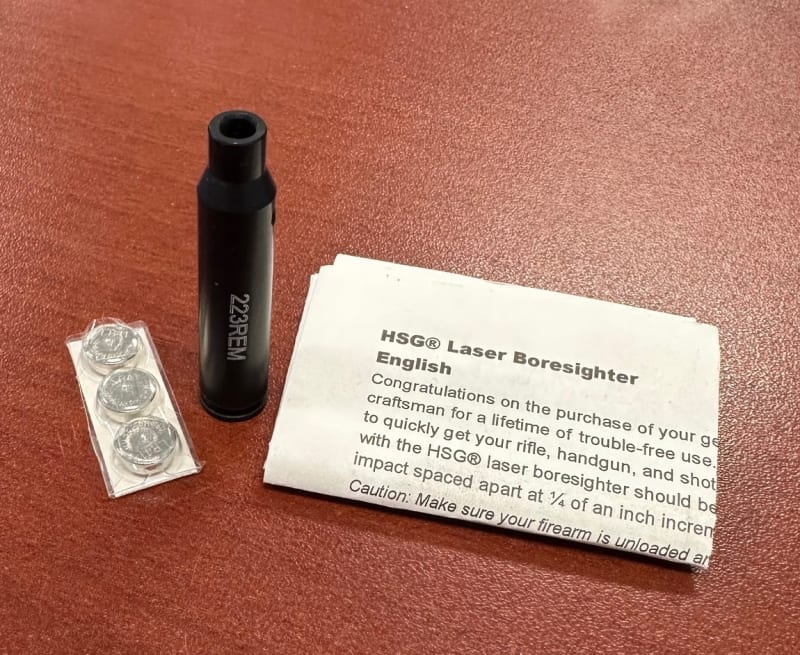 223REM
HSG® Laser Boresighter
English
Congratulations on the purchase of your ge
craftsman for a lifetime of trouble-free use.
to quickly get your rifle, handgun, and shot
with the HSG® laser boresighter should be
impact spaced apart at ¼ of an inch increm
Caution: Make sure your firearm is unloaded an